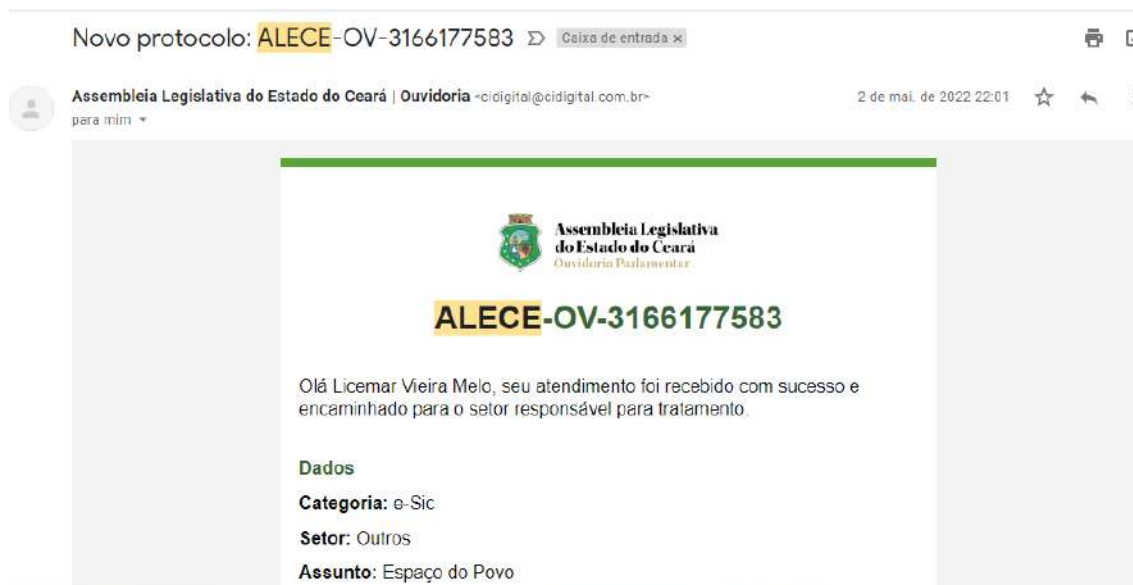 Novo protocolo: ALECE-OV-3166177583 Caixa de entrada x
Assembleia Legislativa do Estado do Ceará | Ouvidoria <cidigital@cidigital.com.br>
2 de mai. de 2022 22:01
para mim
Assembleia Legislativa
do Estado do Ceará
Ouvidoria Parlamentar
ALECE-OV-3166177583
Olá Licemar Vieira Melo, seu atendimento foi recebido com sucesso e
encaminhado para o setor responsável para tratamento.
Dados
Categoria: e-Sic
Setor: Outros
Assunto: Espaço do Povo